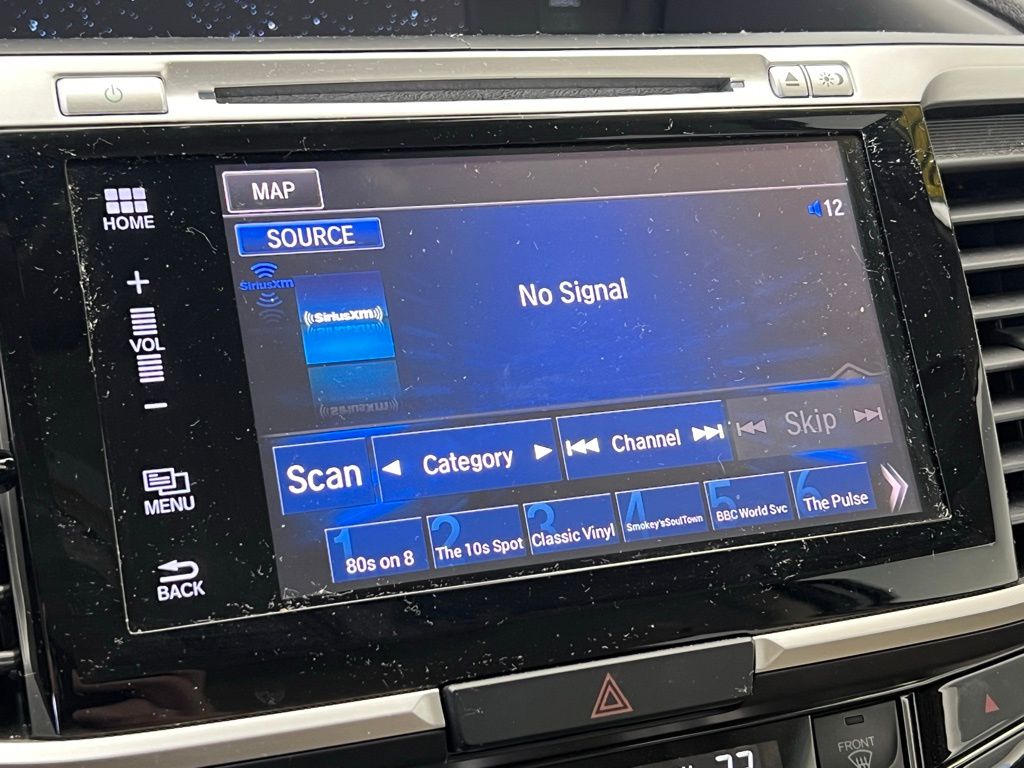 HOME
MAP
12
SOURCE
SiriusXM
+
VOL
-
((SiriusXM))
No Signal
Scan
Category
Channel
Skip
MENU
BACK
1
80s on 8
2
The 10s Spot
3
Classic Vinyl
4
Smokey'sSoulTown
5
BBC World Svc
6
The Pulse
FRONT
77